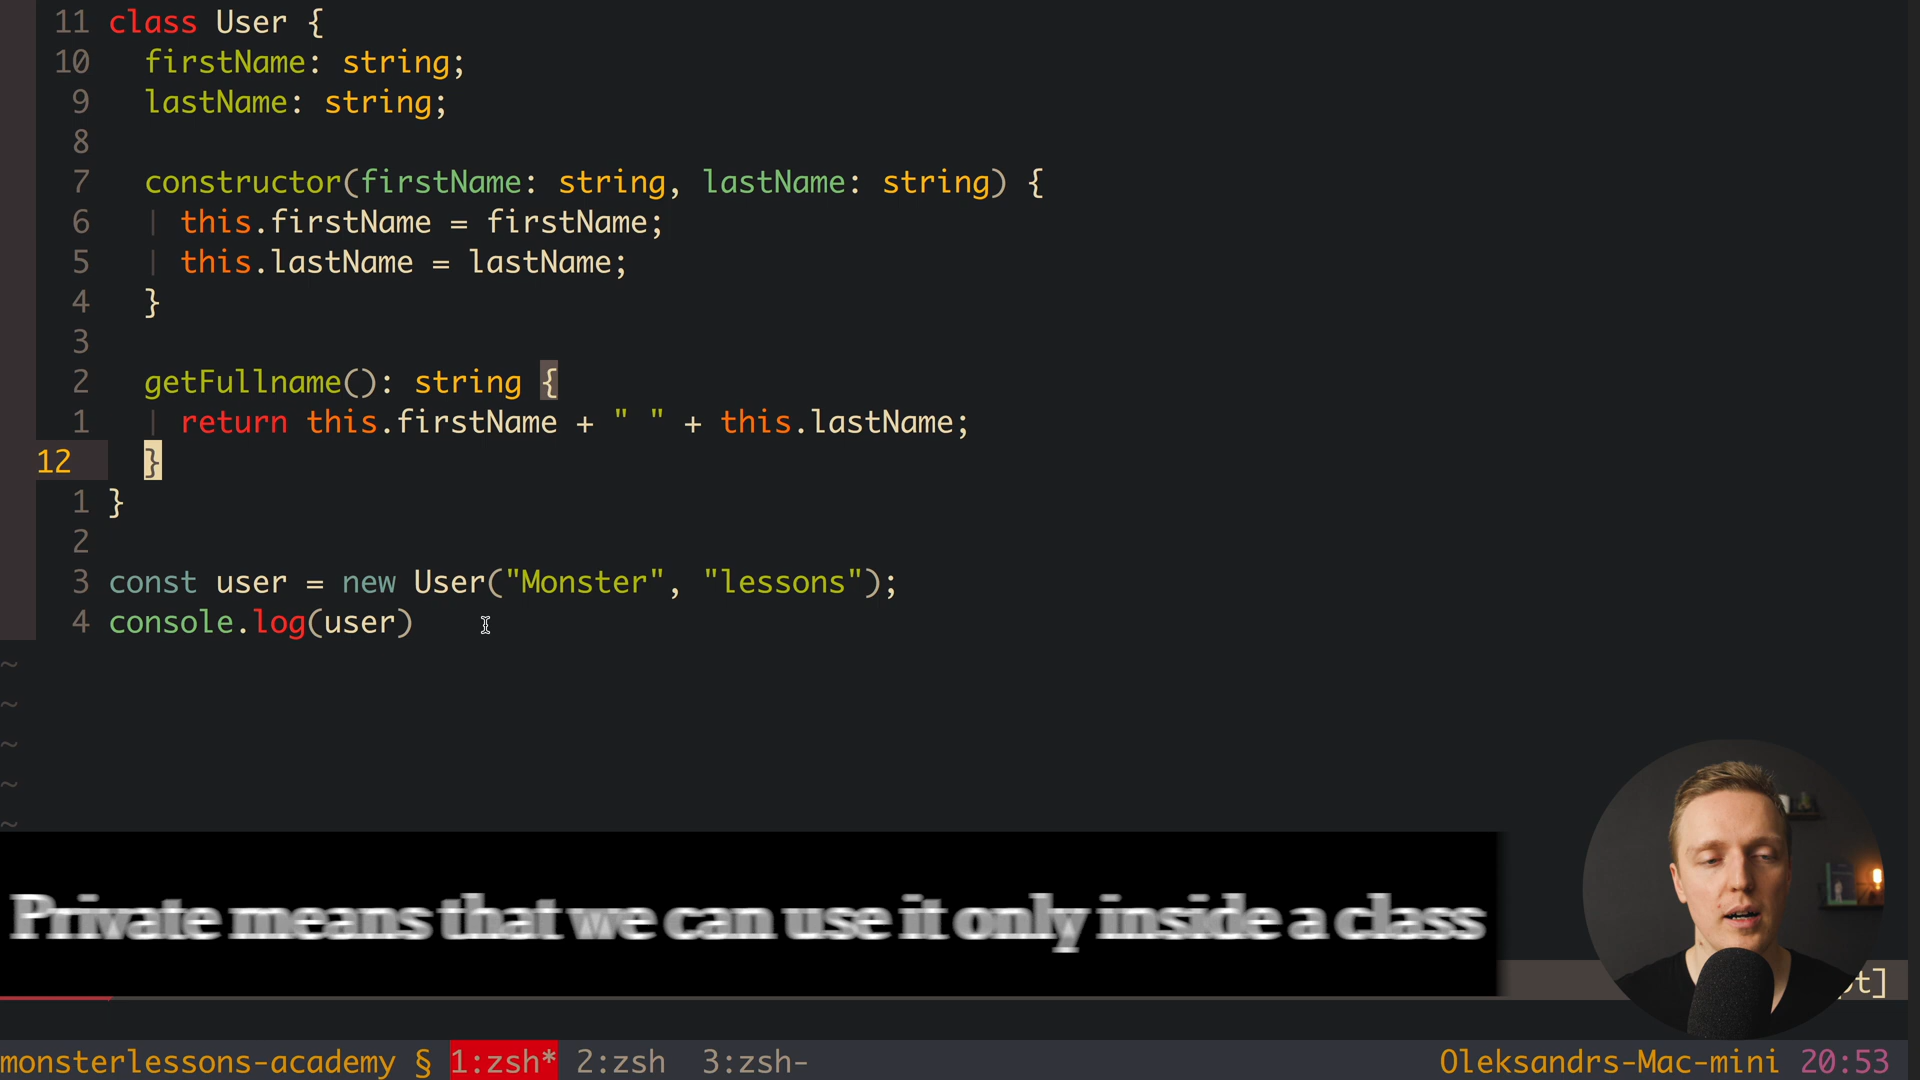 11 class User {
10 firstName: string;
9 lastName: string;
8
7 constructor(firstName: string, lastName: string) {
6 | this.firstName = firstName;
5 | this.lastName = lastName;
4 }
3
2 getFullname(): string {
1 | return this.firstName + " " + this.lastName;
12 }
1 }
2
3 const user = new User("Monster", "lessons");
4 console.log(user)
~
~
~
~
~
Private means that we can use it only inside a class
t]
monsterlessons-academy § 1:zsh* 2:zsh 3:zsh- Oleksandrs-Mac-mini 20:53